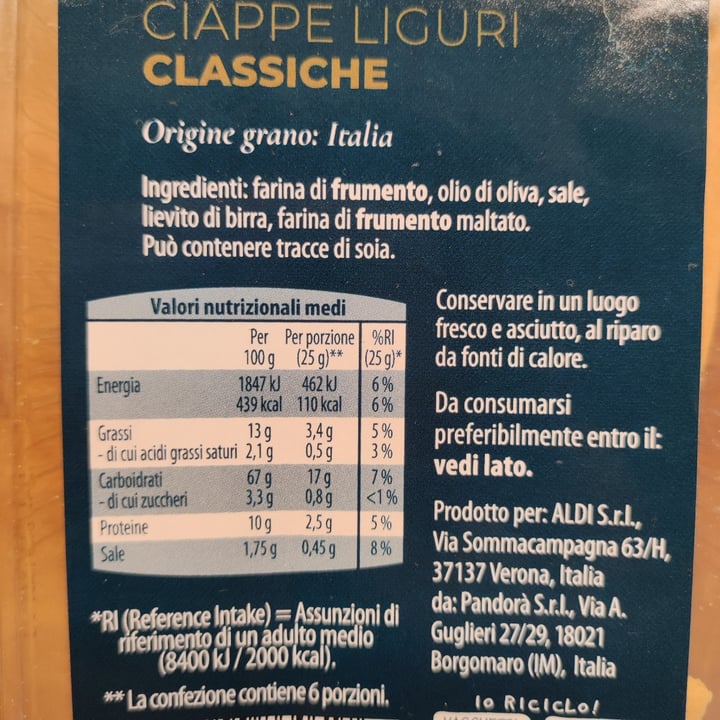 CIAPPE LIGURI
CLASSICHE
Origine grano: Italia
Ingredienti: farina di frumento, olio di oliva, sale,
lievito di birra, farina di frumento maltato.
Può contenere tracce di soia.
Valori nutrizionali medi
Per 100 g Per porzione (25 g)** %RI (25 g)*
Energia 1847 kJ 462 kJ 6 %
439 kcal 110 kcal 6 %
Grassi 13 g 3,4 g 5 %
- di cui acidi grassi saturi 2,1 g 0,5 g 3 %
Carboidrati 67 g 17 g 7 %
- di cui zuccheri 3,3 g 0,8 g <1 %
Proteine 10 g 2,5 g 5 %
Sale 1,75 g 0,45 g 8 %
*RI (Reference Intake) = Assunzioni di
riferimento di un adulto medio
(8400 kJ / 2000 kcal).
** La confezione contiene 6 porzioni.
Conservare in un luogo
fresco e asciutto, al riparo
da fonti di calore.
Da consumarsi
preferibilmente entro il:
vedi lato.
Prodotto per: ALDI S.r.l.,
Via Sommacampagna 63/H,
37137 Verona, Italia
da: Pandorà S.r.l., Via A.
Guglieri 27/29, 18021
Borgomaro (IM), Italia
Io RICICLO!